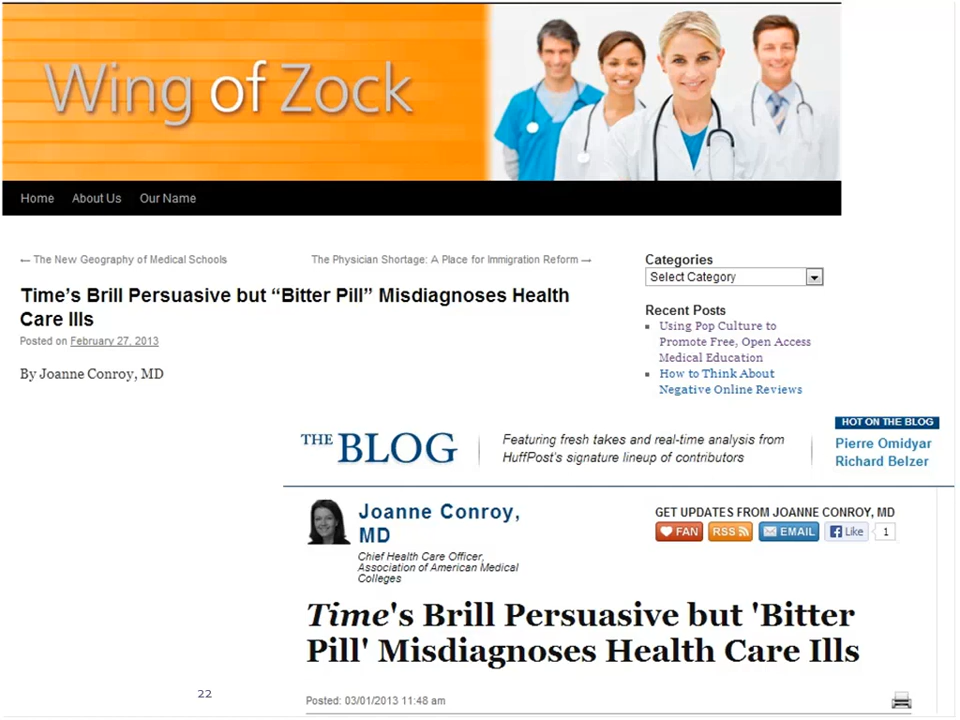 Wing of Zock
Home About Us Our Name
← The New Geography of Medical Schools
The Physician Shortage: A Place for Immigration Reform →
Time’s Brill Persuasive but “Bitter Pill” Misdiagnoses Health
Care Ills
Posted on February 27, 2013
By Joanne Conroy, MD
Categories
Select Category
Recent Posts
Using Pop Culture to
Promote Free, Open Access
Medical Education
How to Think About
Negative Online Reviews
THE BLOG
Featuring fresh takes and real-time analysis from
HuffPost's signature lineup of contributors
HOT ON THE BLOG
Pierre Omidyar
Richard Belzer
Joanne Conroy,
MD
Chief Health Care Officer,
Association of American Medical
Colleges
GET UPDATES FROM JOANNE CONROY, MD
FAN RSS EMAIL Like 1
Time's Brill Persuasive but 'Bitter
Pill' Misdiagnoses Health Care Ills
Posted: 03/01/2013 11:48 am
22